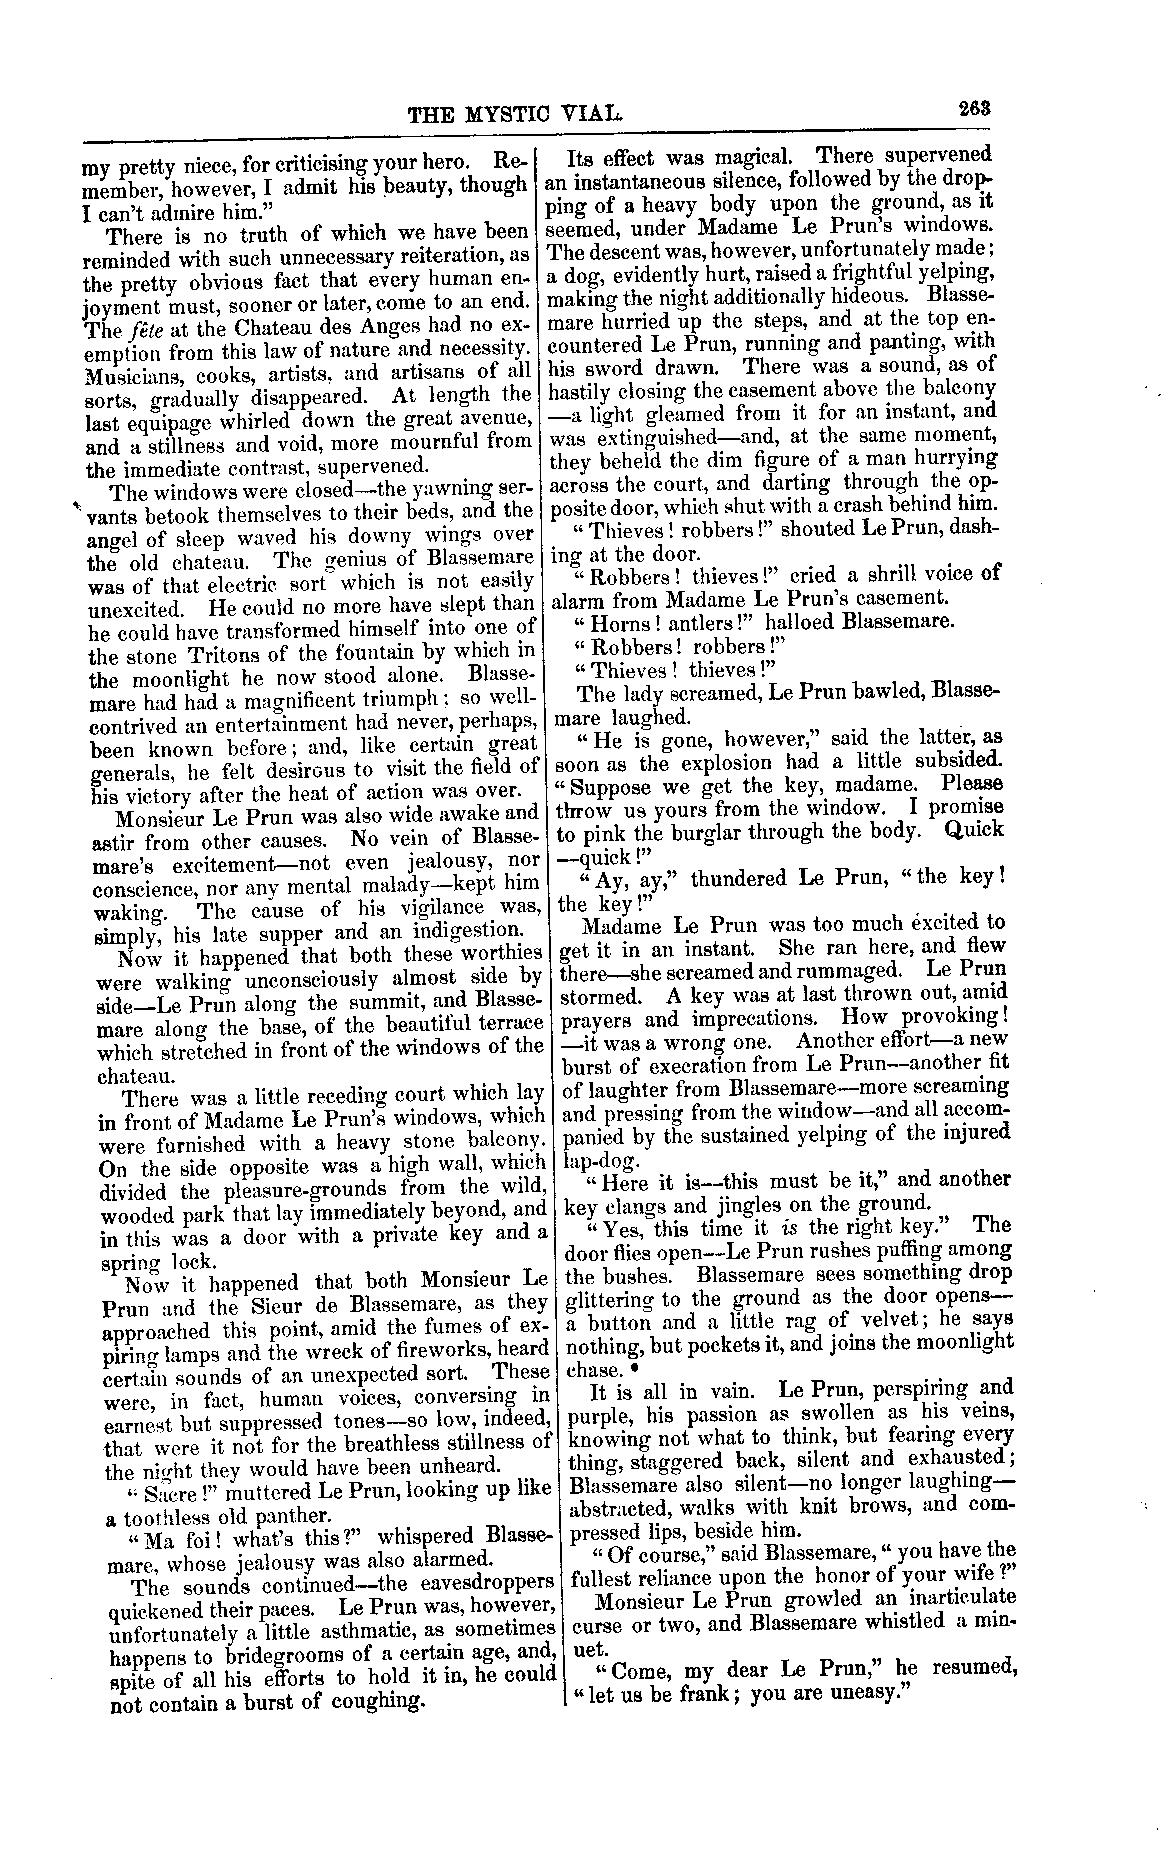 THE MYSTIC VIAL.
263
my pretty niece, for criticising your hero. Re-
member, however, I admit his beauty, though
I can't admire him.”
There is no truth of which we have been
reminded with such unnecessary reiteration, as
the pretty obvious fact that every human en-
joyment must, sooner or later, come to an end.
The fête at the Chateau des Anges had no ex-
emption from this law of nature and necessity.
Musicians, cooks, artists, and artisans of all
sorts, gradually disappeared. At length the
last equipage whirled down the great avenue,
and a stillness and void, more mournful from
the immediate contrast, supervened.
The windows were closed—the yawning ser-
vants betook themselves to their beds, and the
angel of sleep waved his downy wings over
the old chateau. The genius of Blassemare
was of that electric sort which is not easily
unexcited. He could no more have slept than
he could have transformed himself into one of
the stone Tritons of the fountain by which in
the moonlight he now stood alone. Blasse-
mare had had a magnificent triumph; so well-
contrived an entertainment had never, perhaps,
been known before; and, like certain great
generals, he felt desirous to visit the field of
his victory after the heat of action was over.
Monsieur Le Prun was also wide awake and
astir from other causes. No vein of Blasse-
mare's excitement—not even jealousy, nor
conscience, nor any mental malady—kept him
waking. The cause of his vigilance was,
simply, his late supper and an indigestion.
Now it happened that both these worthies
were walking unconsciously almost side by
side—Le Prun along the summit, and Blasse-
mare along the base, of the beautiful terrace
which stretched in front of the windows of the
chateau.
There was a little receding court which lay
in front of Madame Le Prun's windows, which
were furnished with a heavy stone balcony.
On the side opposite was a high wall, which
divided the pleasure-grounds from the wild,
wooded park that lay immediately beyond, and
in this was a door with a private key and a
spring lock.
Now it happened that both Monsieur Le
Prun and the Sieur de Blassemare, as they
approached this point, amid the fumes of ex-
piring lamps and the wreck of fireworks, heard
certain sounds of an unexpected sort. These
were, in fact, human voices, conversing in
earnest but suppressed tones—so low, indeed,
that were it not for the breathless stillness of
the night they would have been unheard.
“ Sacre !” muttered Le Prun, looking up like
a toothless old panther.
“ Ma foi ! what's this ?” whispered Blasse-
mare, whose jealousy was also alarmed.
The sounds continued—the eavesdroppers
quickened their paces. Le Prun was, however,
unfortunately a little asthmatic, as sometimes
happens to bridegrooms of a certain age, and,
spite of all his efforts to hold it in, he could
not contain a burst of coughing.
Its effect was magical. There supervened
an instantaneous silence, followed by the drop-
ping of a heavy body upon the ground, as it
seemed, under Madame Le Prun's windows.
The descent was, however, unfortunately made;
a dog, evidently hurt, raised a frightful yelping,
making the night additionally hideous. Blasse-
mare hurried up the steps, and at the top en-
countered Le Prun, running and panting, with
his sword drawn. There was a sound, as of
hastily closing the casement above the balcony
—a light gleamed from it for an instant, and
was extinguished—and, at the same moment,
they beheld the dim figure of a man hurrying
across the court, and darting through the op-
posite door, which shut with a crash behind him.
“ Thieves ! robbers !” shouted Le Prun, dash-
ing at the door.
“ Robbers ! thieves !” cried a shrill voice of
alarm from Madame Le Prun's casement.
“ Horns ! antlers !” halloed Blassemare.
“ Robbers ! robbers !”
“ Thieves ! thieves !”
The lady screamed, Le Prun bawled, Blasse-
mare laughed.
“ He is gone, however,” said the latter, as
soon as the explosion had a little subsided.
“ Suppose we get the key, madame. Please
throw us yours from the window. I promise
to pink the burglar through the body. Quick
—quick !”
“ Ay, ay,” thundered Le Prun, “ the key !
the key !”
Madame Le Prun was too much excited to
get it in an instant. She ran here, and flew
there—she screamed and rummaged. Le Prun
stormed. A key was at last thrown out, amid
prayers and imprecations. How provoking !
—it was a wrong one. Another effort—a new
burst of execration from Le Prun—another fit
of laughter from Blassemare—more screaming
and pressing from the window—and all accom-
panied by the sustained yelping of the injured
lap-dog.
“ Here it is—this must be it,” and another
key clangs and jingles on the ground.
“ Yes, this time it is the right key.” The
door flies open—Le Prun rushes puffing among
the bushes. Blassemare sees something drop
glittering to the ground as the door opens—
a button and a little rag of velvet; he says
nothing, but pockets it, and joins the moonlight
chase.
It is all in vain. Le Prun, perspiring and
purple, his passion as swollen as his veins,
knowing not what to think, but fearing every
thing, staggered back, silent and exhausted;
Blassemare also silent—no longer laughing—
abstracted, walks with knit brows, and com-
pressed lips, beside him.
“ Of course,” said Blassemare, “ you have the
fullest reliance upon the honor of your wife ?”
Monsieur Le Prun growled an inarticulate
curse or two, and Blassemare whistled a min-
uet.
“ Come, my dear Le Prun,” he resumed,
“ let us be frank; you are uneasy.”